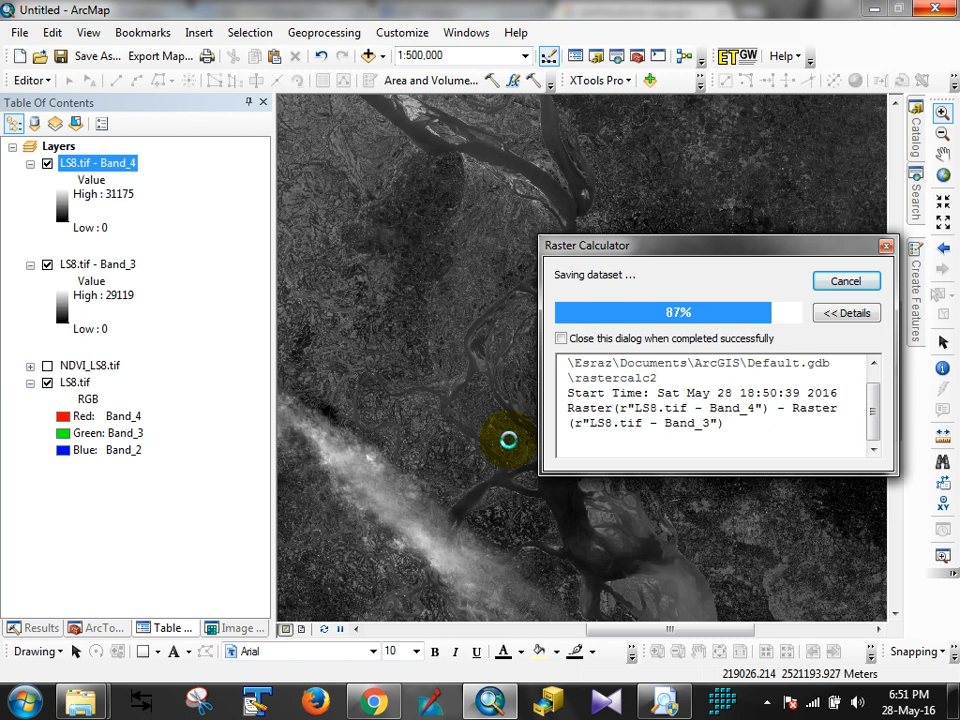 Untitled - ArcMap
File Edit View Bookmarks Insert Selection Geoprocessing Customize Windows Help
Save As... Export Map... 1:500,000 ET GW Help
Editor Area and Volume... XTools Pro
Table Of Contents
Layers
LS8.tif - Band_4
Value
High : 31175
Low : 0
LS8.tif - Band_3
Value
High : 29119
Low : 0
NDVI_LS8.tif
LS8.tif
RGB
Red: Band_4
Green: Band_3
Blue: Band_2
Raster Calculator
Saving dataset ...
Cancel
87%
<< Details
Close this dialog when completed successfully
\Esraz\Documents\ArcGIS\Default.gdb
\rastercalc2
Start Time: Sat May 28 18:50:39 2016
Raster(r"LS8.tif - Band_4") - Raster
(r"LS8.tif - Band_3")
Catalog
Search
Create Features
XY
Results ArcTo... Table ... Image ...
Drawing A Arial 10 B I U A Snapping
219026.214 2521193.927 Meters
6:51 PM
28-May-16